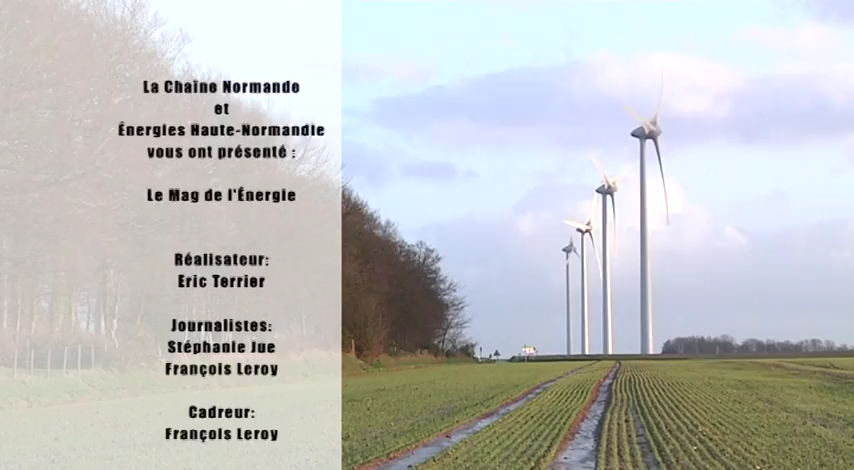 La Chaîne Normande
et
Énergies Haute-Normandie
vous ont présenté :
Le Mag de l'Énergie
Réalisateur:
Eric Terrier
Journalistes:
Stéphanie Jue
François Leroy
Cadreur:
François Leroy